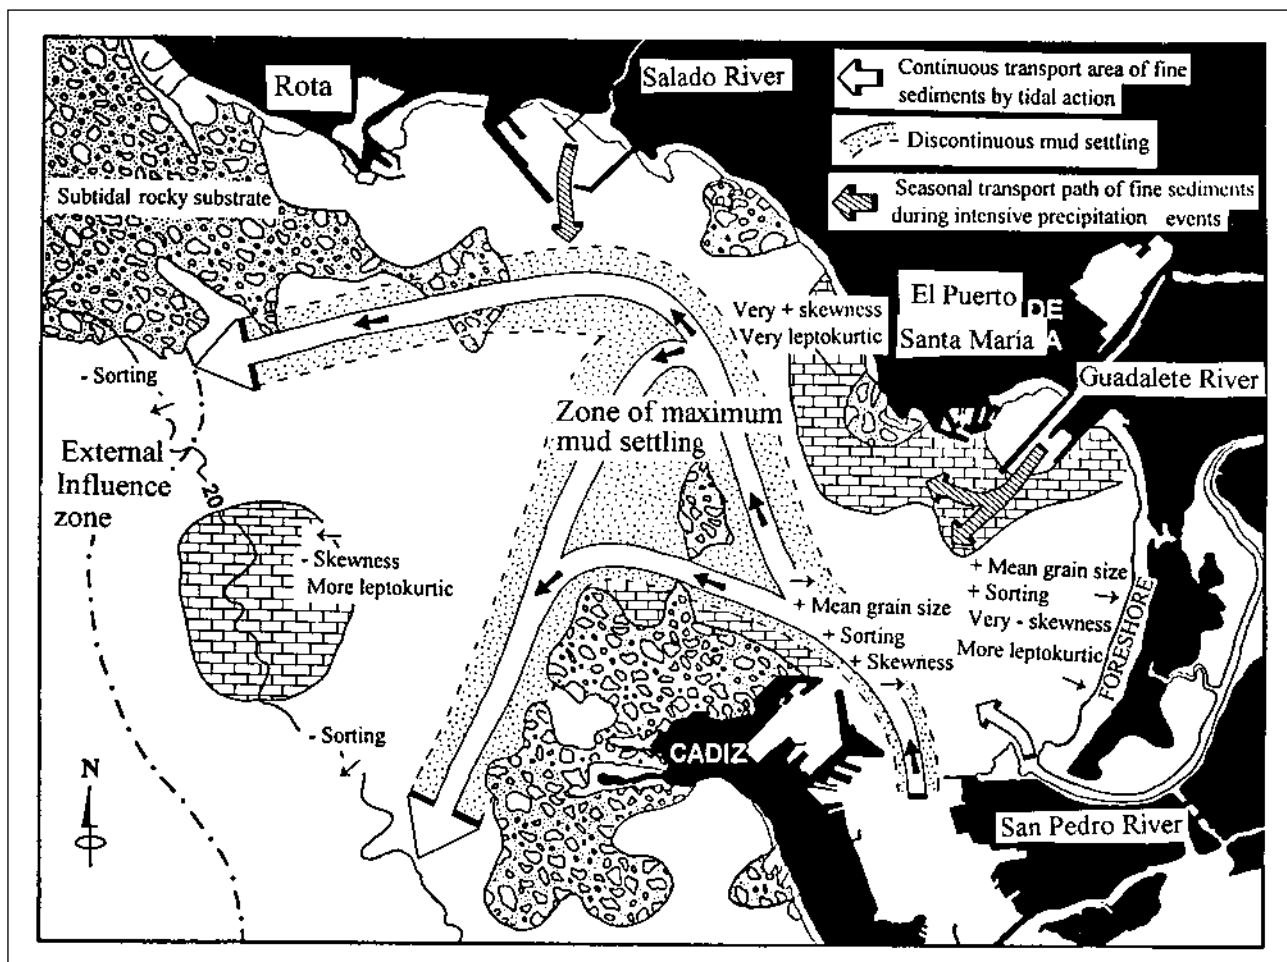 Rota
Salado River
Continuous transport area of fine
sediments by tidal action
Discontinuous mud settling
Seasonal transport path of fine sediments
during intensive precipitation events
Subtidal rocky substrate
Very + skewness
Very leptokurtic
El Puerto
DE
Santa María
A
Guadalete River
- Sorting
Zone of maximum
mud settling
External
Influence
zone
20
- Skewness
More leptokurtic
+ Mean grain size
+ Sorting
+ Skewness
+ Mean grain size
+ Sorting
Very - skewness
More leptokurtic
FORESHORE
- Sorting
CADIZ
N
San Pedro River